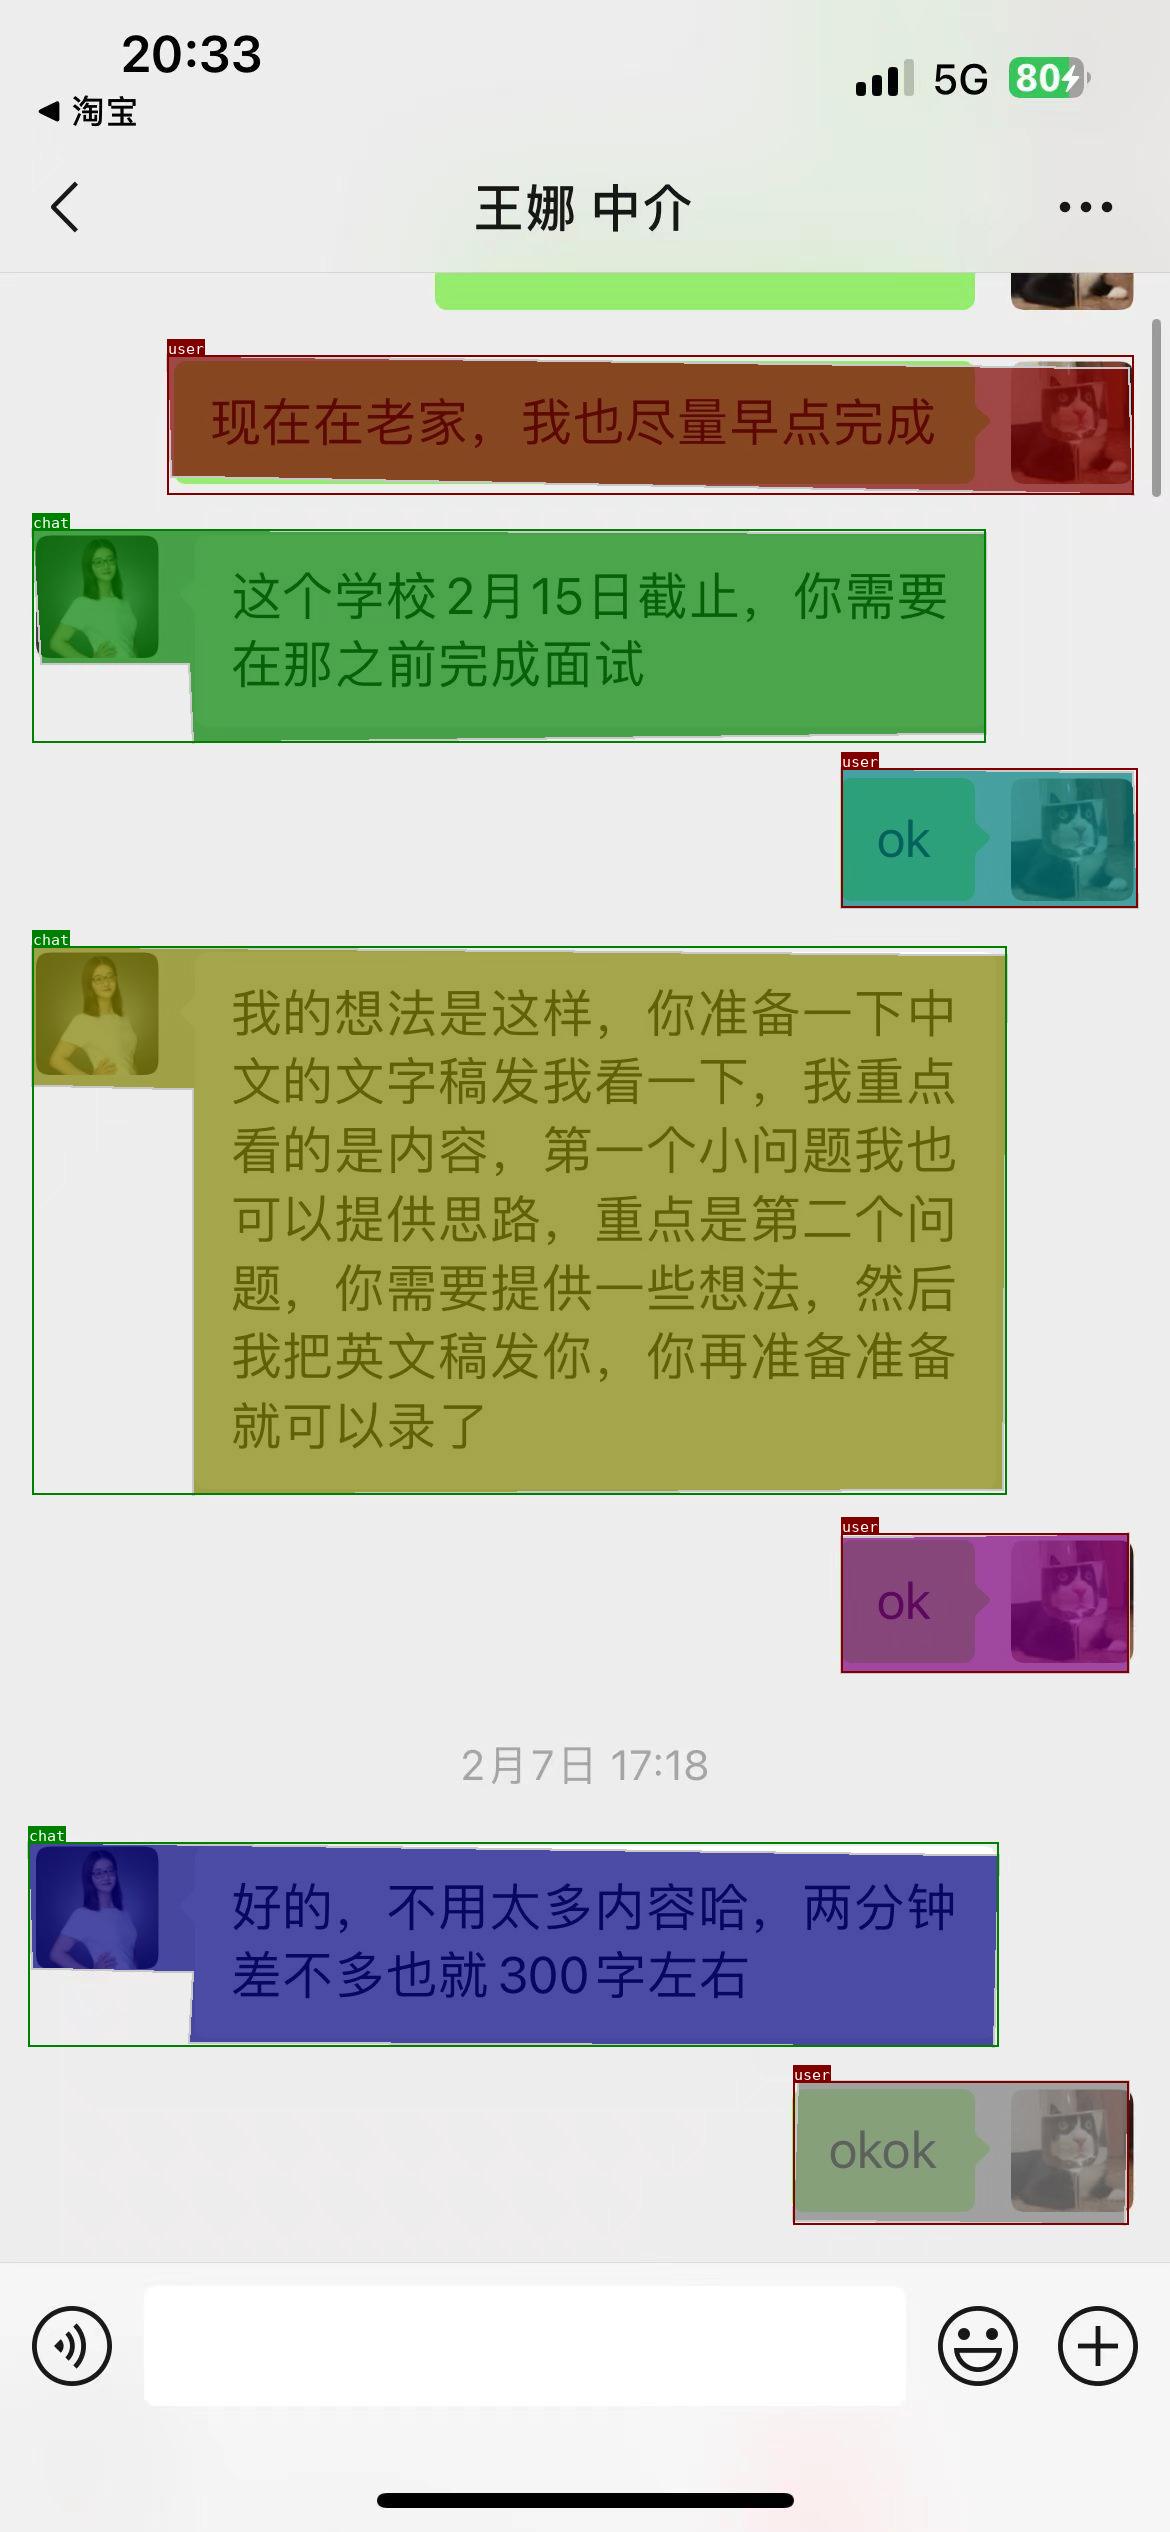 20:33
5G
80
淘宝
王娜 中介
user
现在在老家，我也尽量早点完成
chat
这个学校2月15日截止，你需要
在那之前完成面试
user
ok
chat
我的想法是这样，你准备一下中
文的文字稿发我看一下，我重点
看的是内容，第一个小问题我也
可以提供思路，重点是第二个问
题，你需要提供一些想法，然后
我把英文稿发你，你再准备准备
就可以录了
user
ok
2月7日 17:18
chat
好的，不用太多内容哈，两分钟
差不多也就300字左右
user
okok